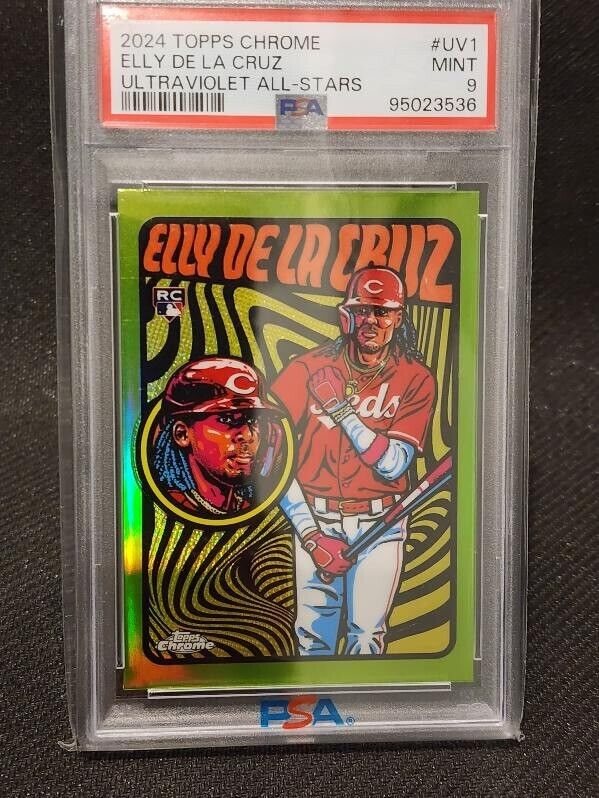 2024 TOPPS CHROME #UV1
ELLY DE LA CRUZ MINT
ULTRAVIOLET ALL-STARS 9
PSA 95023536
ELLY DE LA CRUZ
RC
C
C
Reds
Topps
Chrome
PSA®